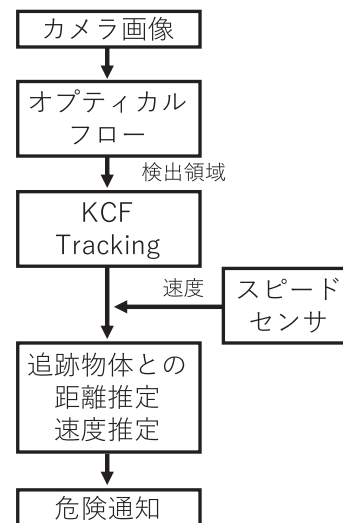 カメラ画像
オプティカル
フロー
検出領域
KCF
Tracking
速度
スピード
センサ
追跡物体との
距離推定
速度推定
危険通知